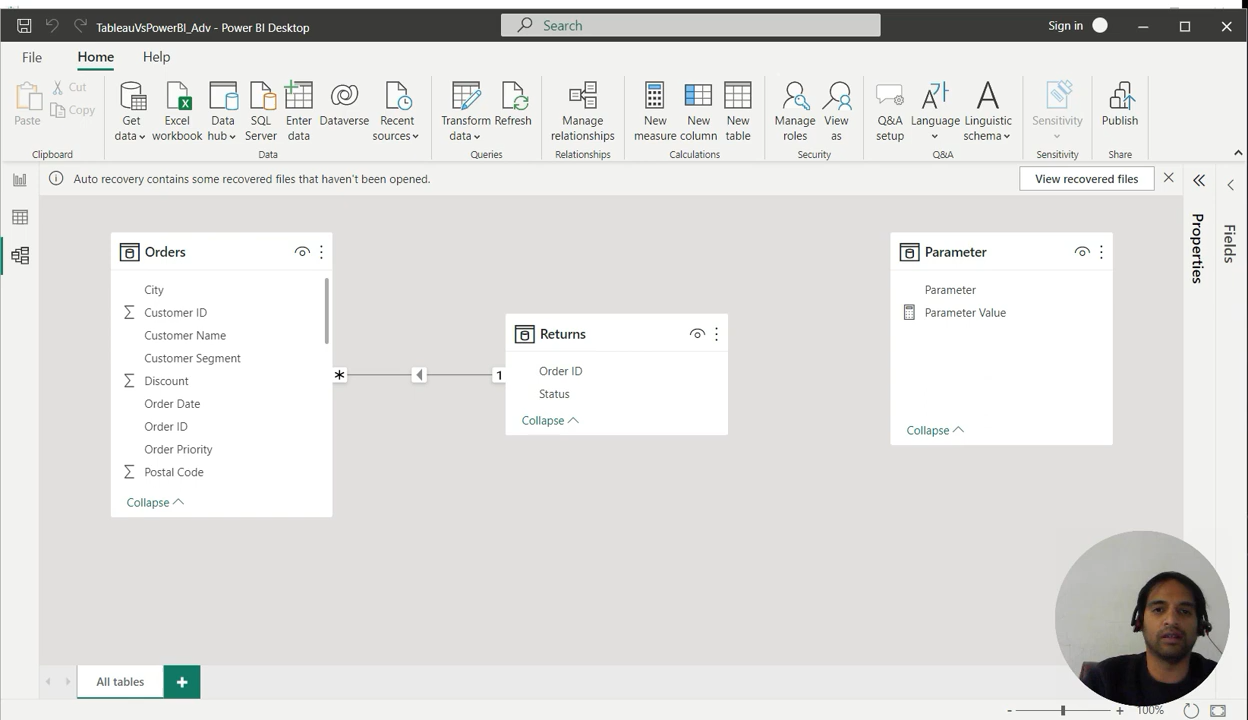 TableauVsPowerBI_Adv - Power BI Desktop
Search
Sign in
File
Home
Help
Paste
Cut
Copy
Get data
Excel workbook
Data hub
SQL Server
Enter data
Dataverse
Recent sources
Transform data
Refresh
Manage relationships
New measure
New column
New table
Manage roles
View as
Q&A setup
Language
Linguistic schema
Sensitivity
Publish
Clipboard
Data
Queries
Relationships
Calculations
Security
Q&A
Sensitivity
Share
Auto recovery contains some recovered files that haven't been opened.
View recovered files
Orders
City
Customer ID
Customer Name
Customer Segment
Discount
Order Date
Order ID
Order Priority
Postal Code
Collapse
*
1
Returns
Order ID
Status
Collapse
Parameter
Parameter
Parameter Value
Collapse
Properties
Fields
All tables
+
- + 100%